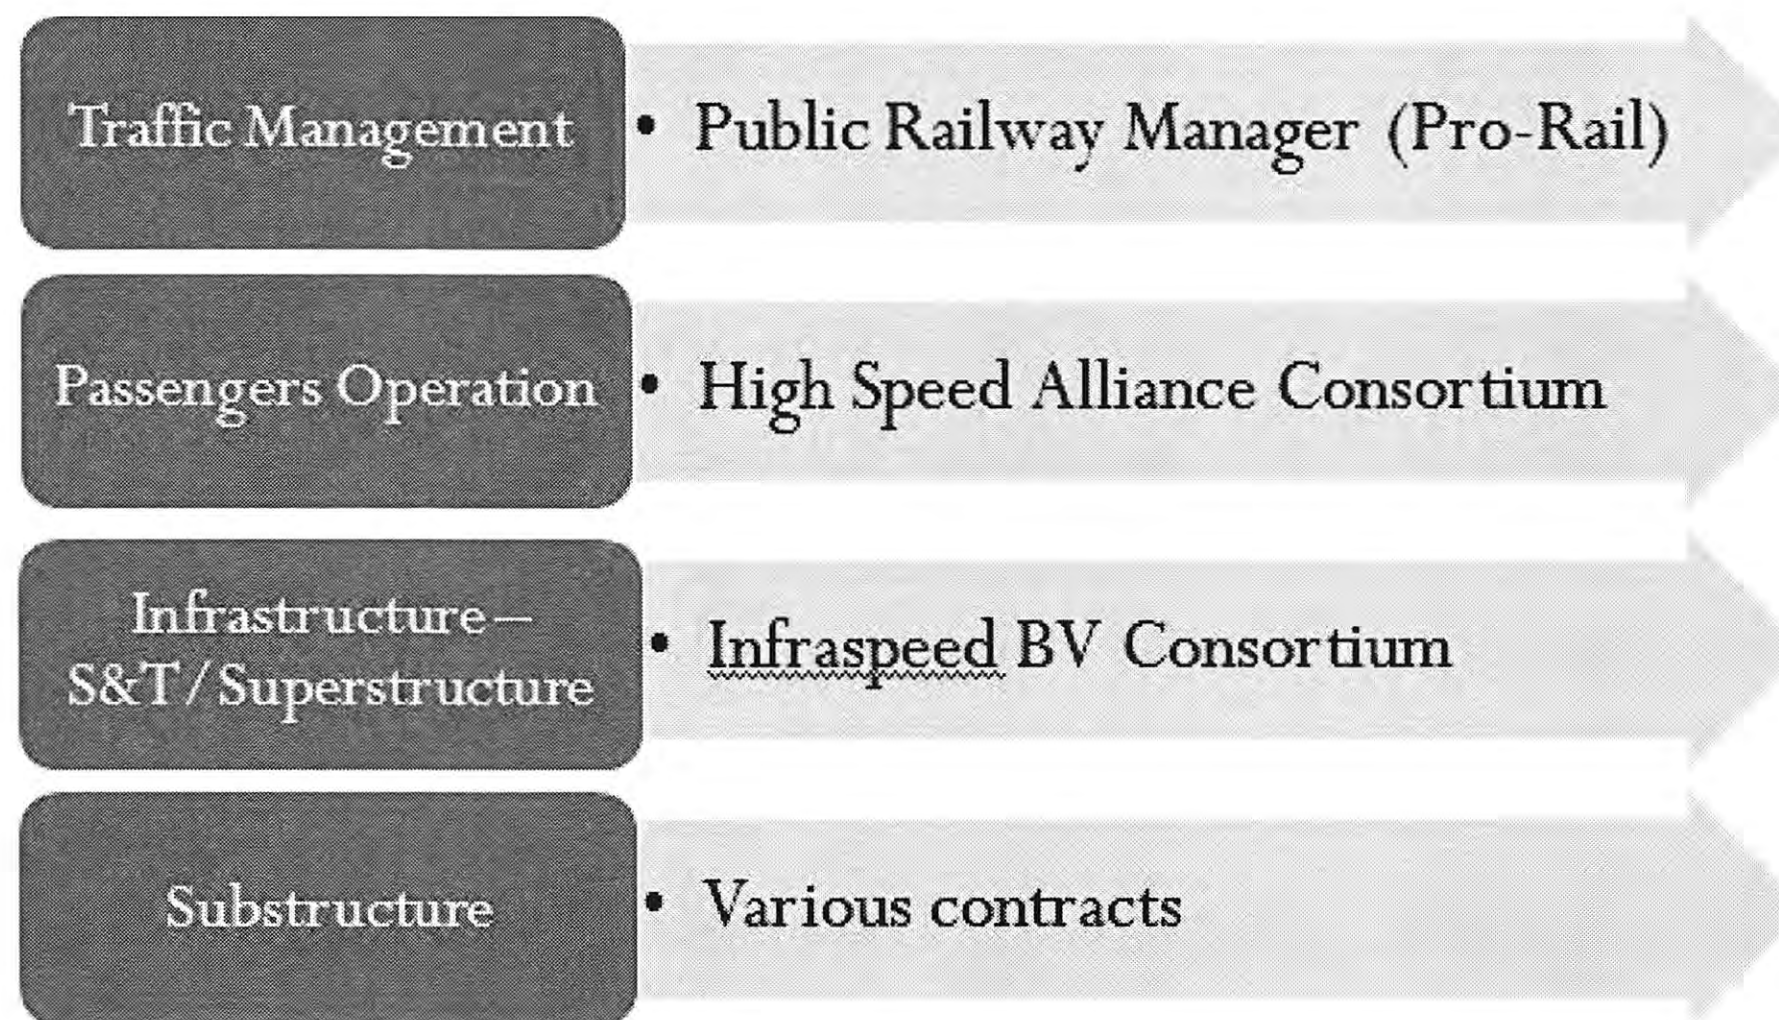 Traffic Management
• Public Railway Manager (Pro-Rail)
Passengers Operation
• High Speed Alliance Consortium
Infrastructure–
S&T/Superstructure
• Infraspeed BV Consortium
Substructure
• Various contracts